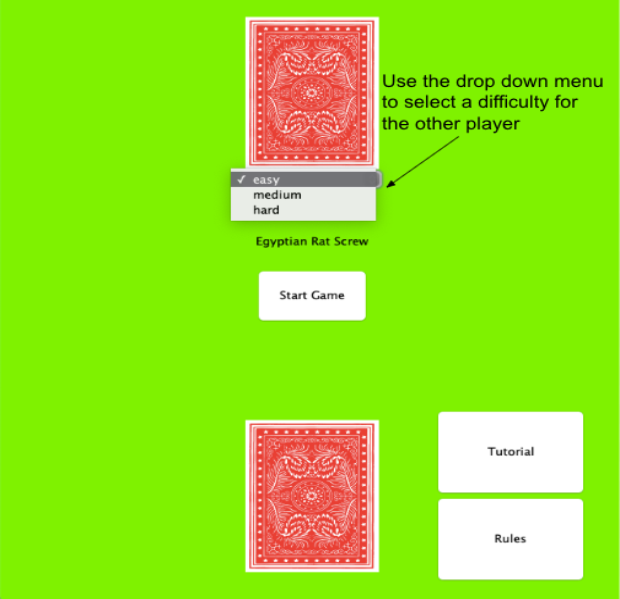 Use the drop down menu
to select a difficulty for
the other player
✓ easy
medium
hard
Egyptian Rat Screw
Start Game
Tutorial
Rules